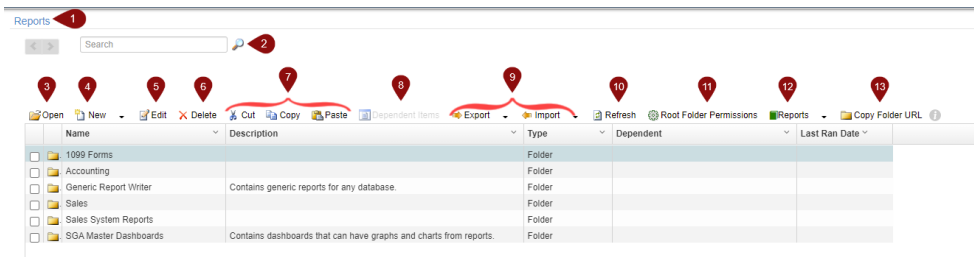 Reports 1
Search 2
3 4 5 6 7 8 9 10 11 12 13
Open New Edit Delete Cut Copy Paste Dependent Items Export Import Refresh Root Folder Permissions Reports Copy Folder URL i
Name Description Type Dependent Last Ran Date
1099 Forms Folder
Accounting Folder
Generic Report Writer Contains generic reports for any database. Folder
Sales Folder
Sales System Reports Folder
SGA Master Dashboards Contains dashboards that can have graphs and charts from reports. Folder